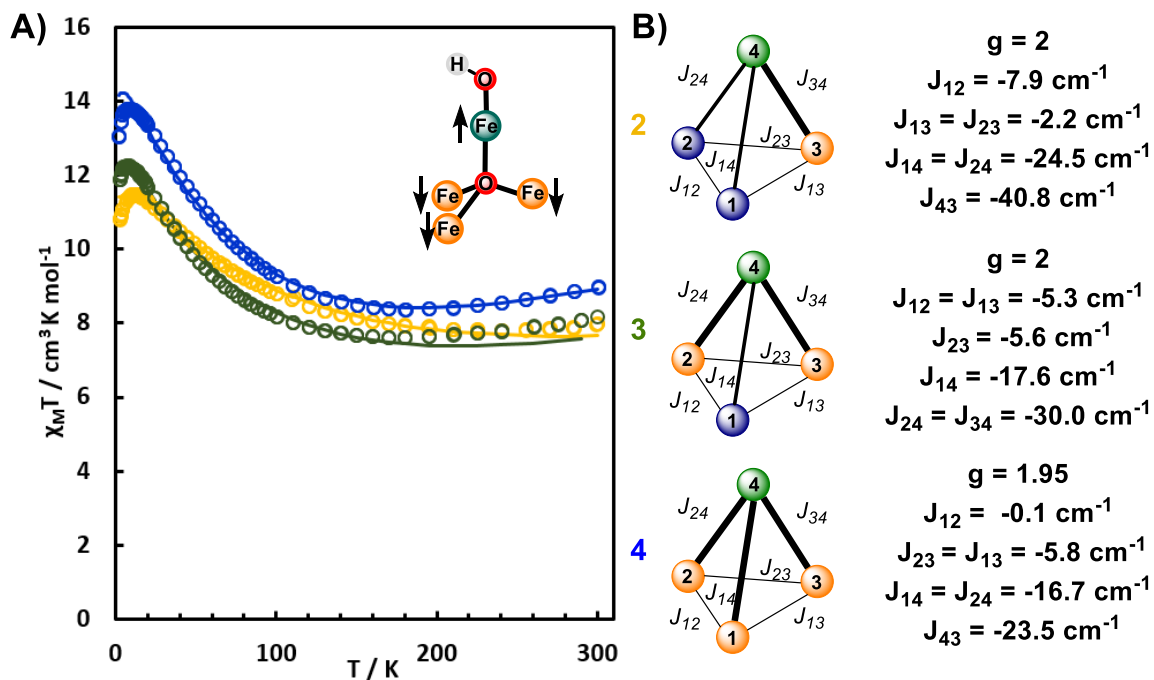 A)
16
14
12
10
8
6
4
2
0
0
100
200
300
χMT / cm³ K mol⁻¹
T / K
H
O
Fe
O
Fe
Fe
Fe
B)
2
4
J₂₄
J₃₄
2
J₂₃
3
J₁₄
J₁₂
J₁₃
1
g = 2
J₁₂ = -7.9 cm⁻¹
J₁₃ = J₂₃ = -2.2 cm⁻¹
J₁₄ = J₂₄ = -24.5 cm⁻¹
J₄₃ = -40.8 cm⁻¹
3
4
J₂₄
J₃₄
2
J₂₃
3
J₁₄
J₁₂
J₁₃
1
g = 2
J₁₂ = J₁₃ = -5.3 cm⁻¹
J₂₃ = -5.6 cm⁻¹
J₁₄ = -17.6 cm⁻¹
J₂₄ = J₃₄ = -30.0 cm⁻¹
4
4
J₂₄
J₃₄
2
J₂₃
3
J₁₄
J₁₂
J₁₃
1
g = 1.95
J₁₂ = -0.1 cm⁻¹
J₂₃ = J₁₃ = -5.8 cm⁻¹
J₁₄ = J₂₄ = -16.7 cm⁻¹
J₄₃ = -23.5 cm⁻¹